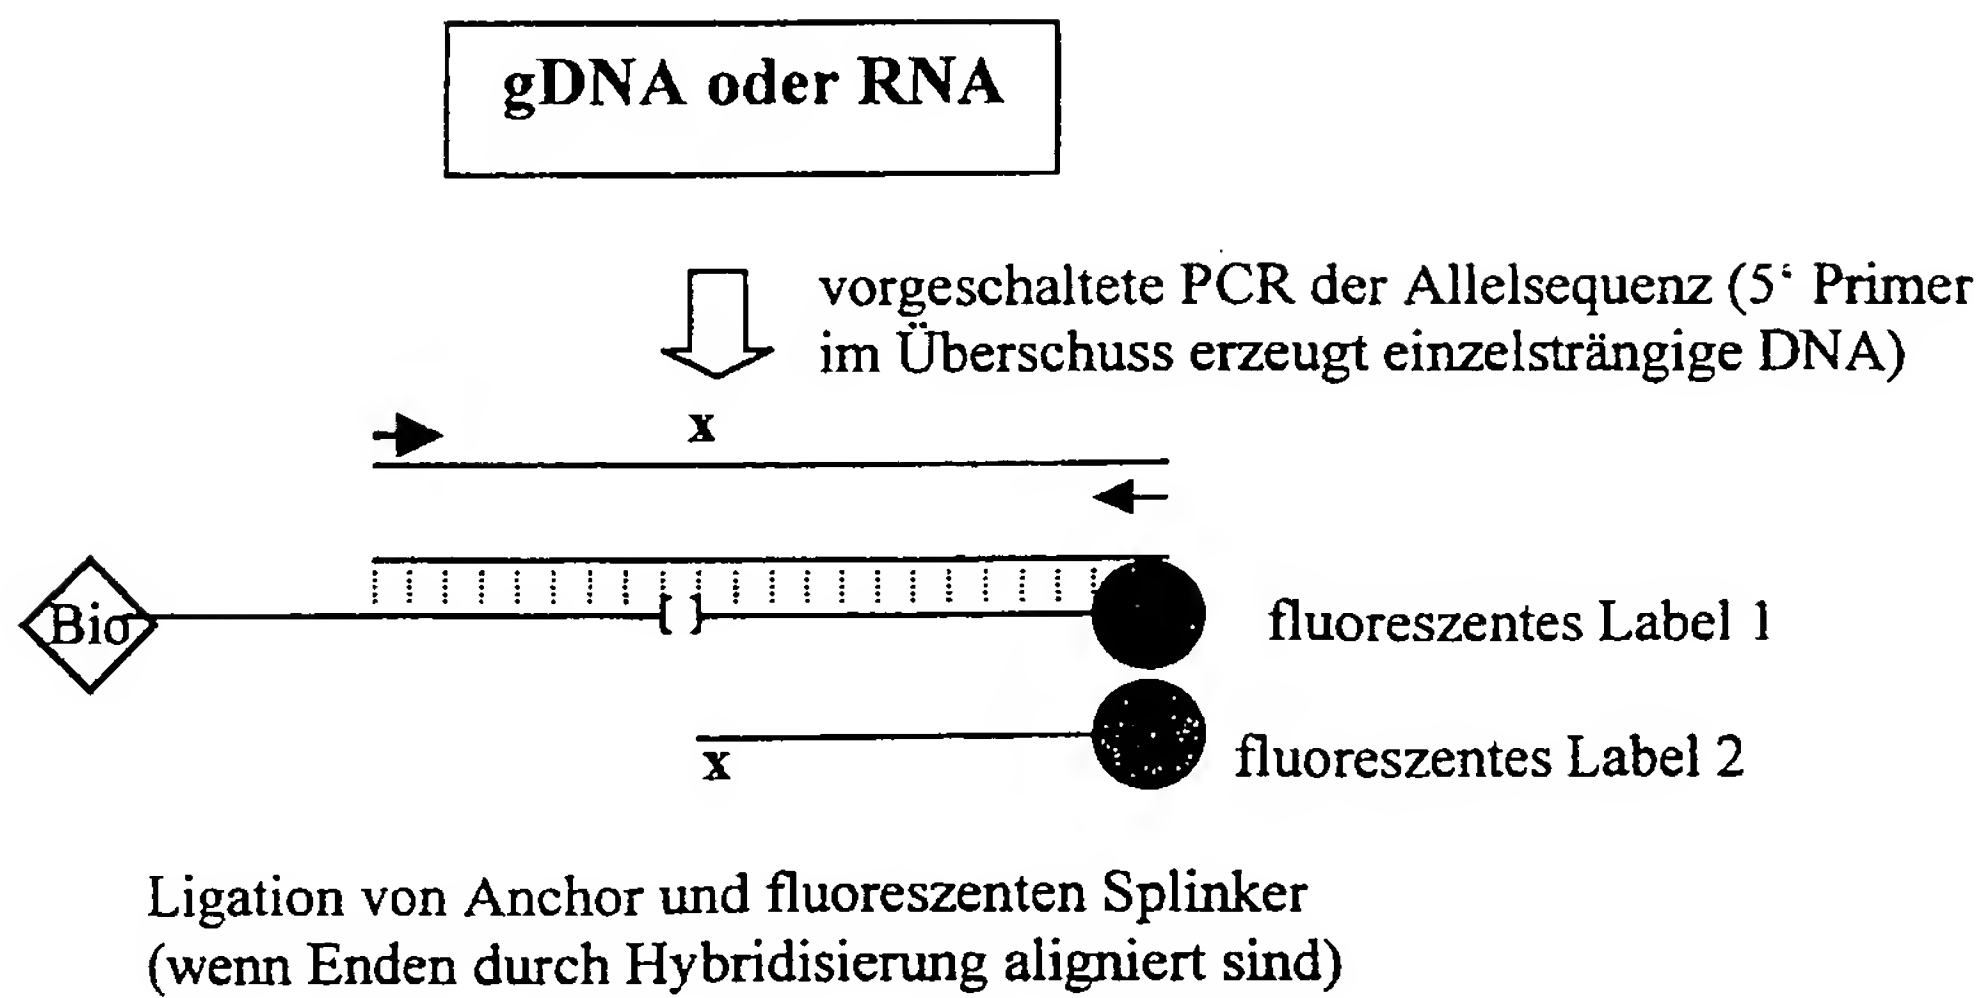 gDNA oder RNA
vorgeschaltete PCR der Allelsequenz (5‘ Primer
im Überschuss erzeugt einzelsträngige DNA)
x
Bio
fluoreszentes Label 1
x
fluoreszentes Label 2
Ligation von Anchor und fluoreszenten Splinker
(wenn Enden durch Hybridisierung aligniert sind)